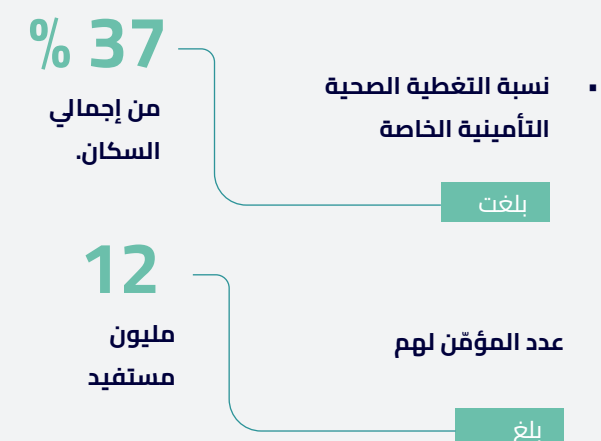 ▪ نسبة التغطية الصحية
التأمينية الخاصة
بلغت
37 %
من إجمالي
السكان.
عدد المؤمّن لهم
بلغ
12
مليون
مستفيد